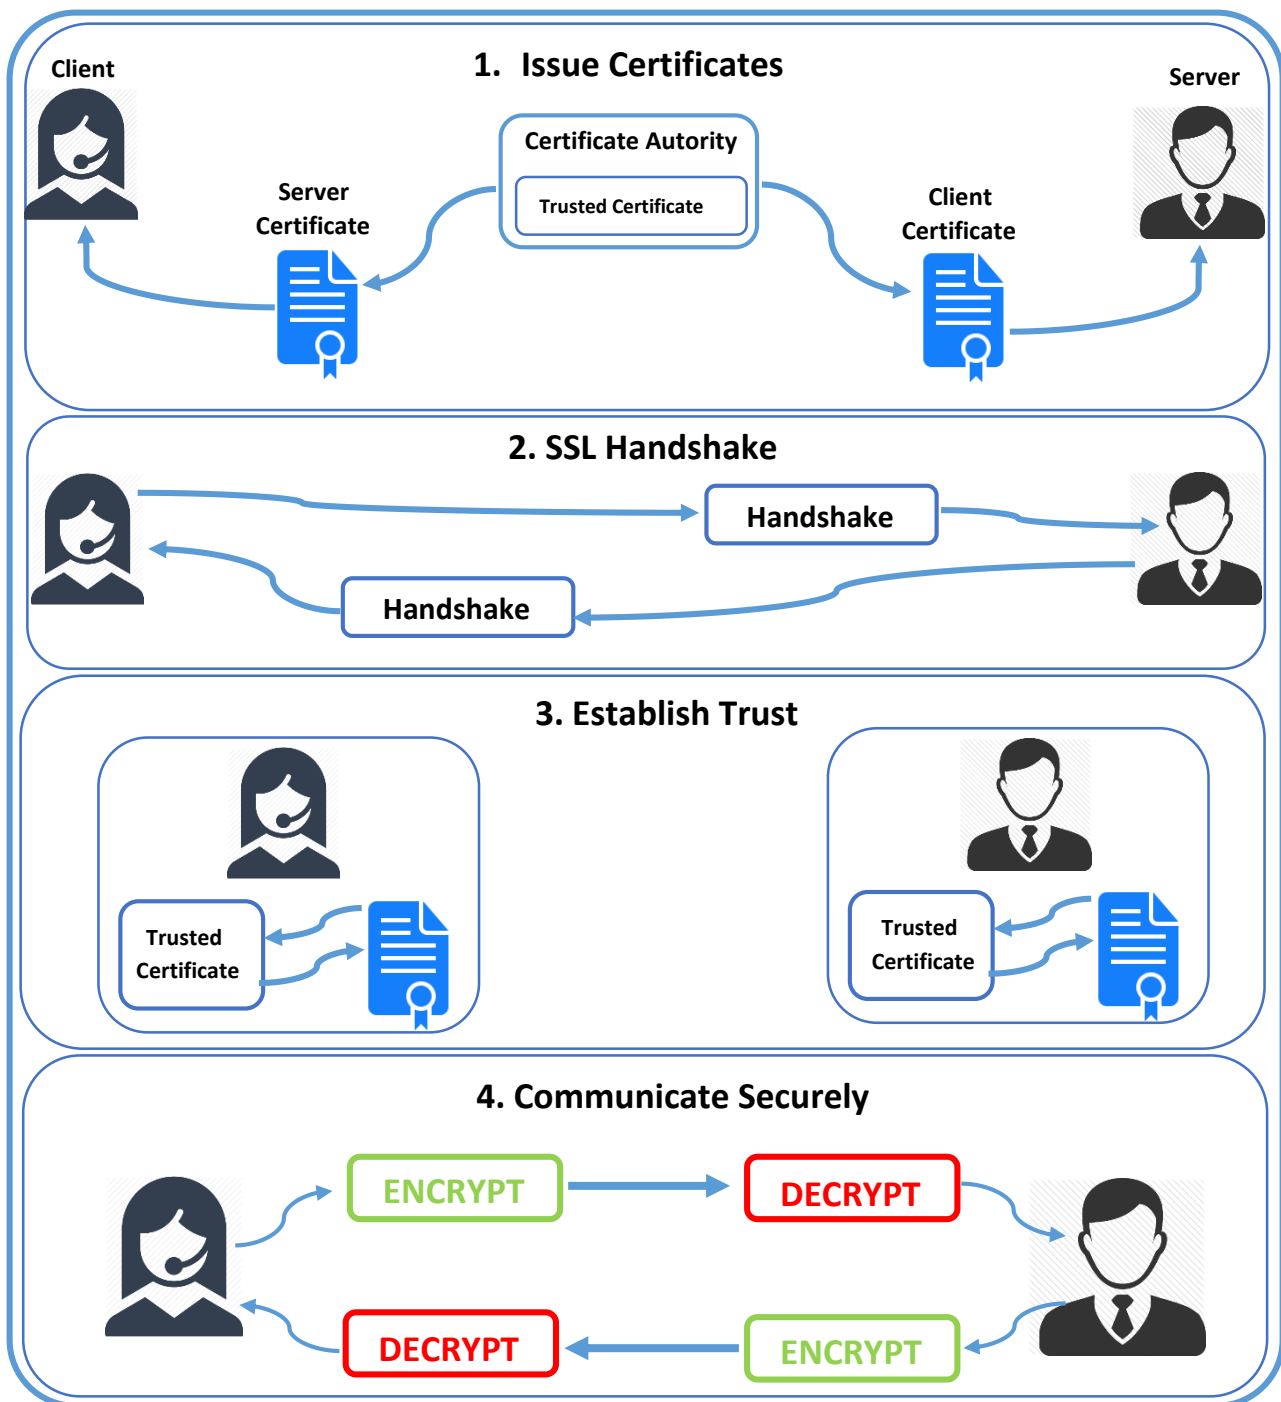 1. Issue Certificates
Client
Server
Certificate Autority
Trusted Certificate
Server
Certificate
Client
Certificate
2. SSL Handshake
Handshake
Handshake
3. Establish Trust
Trusted
Certificate
Trusted
Certificate
4. Communicate Securely
ENCRYPT
DECRYPT
DECRYPT
ENCRYPT